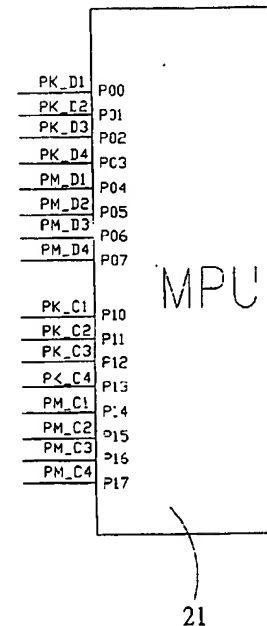 PK_D1 P00
PK_D2 P01
PK_D3 P02
PK_D4 P03
PM_D1 P04
PM_D2 P05
PM_D3 P06
PM_D4 P07
MPU
PK_C1 P10
PK_C2 P11
PK_C3 P12
PK_C4 P13
PM_C1 P14
PM_C2 P15
PM_C3 P16
PM_C4 P17
21